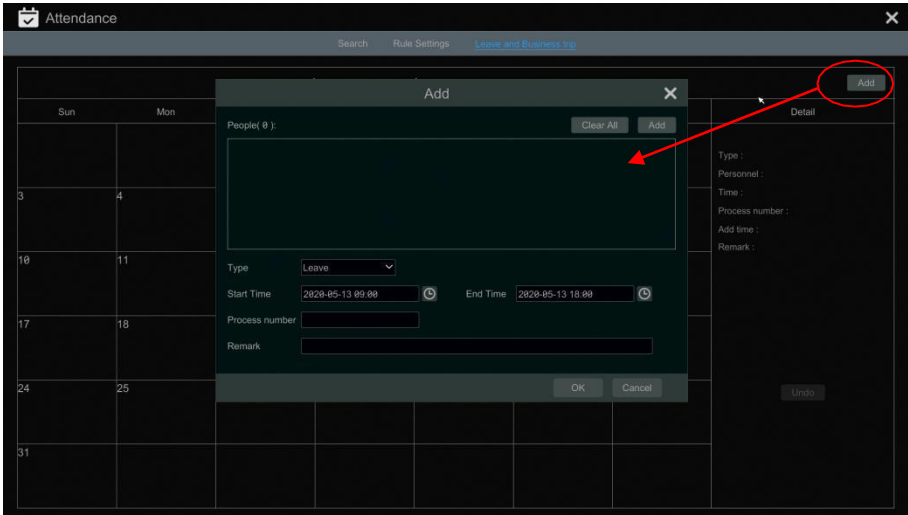 Attendance
Search Rule Settings Leave and Business trip
Add
Sun Mon Detail
Add
People( 0 ): Clear All Add
Type :
Personnel :
3 4 Time :
Process number :
Add time :
Remark :
10 11
Type Leave
Start Time 2020-05-13 09:00 End Time 2020-05-13 18:00
17 18
Process number
Remark
24 25
OK Cancel
Undo
31